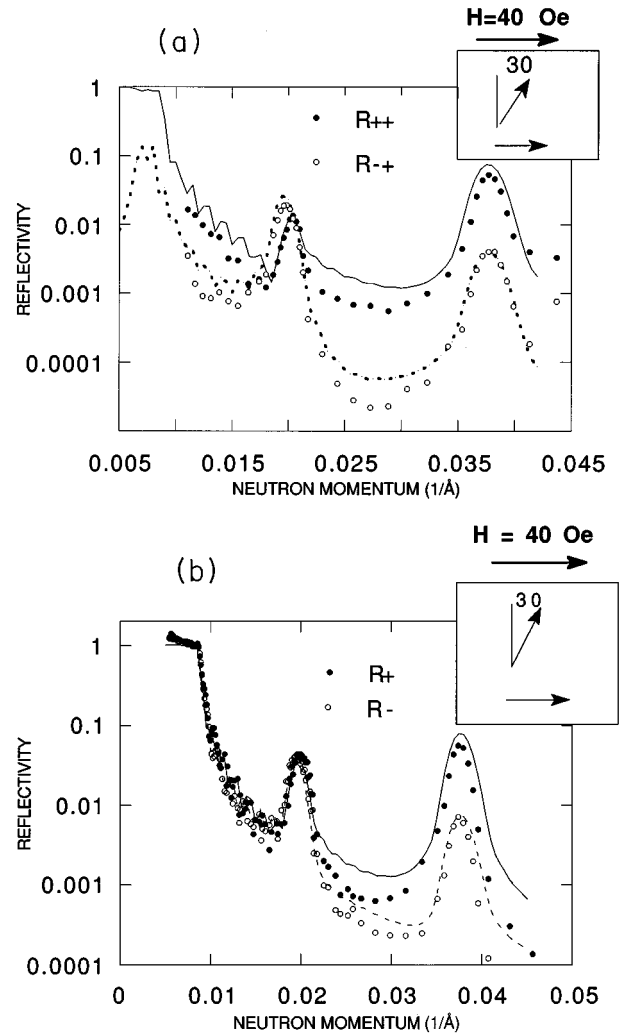 (a)
H=40 Oe
30
1
R++
R-+
0.1
0.01
0.001
0.0001
REFLECTIVITY
0.005 0.015 0.025 0.035 0.045
NEUTRON MOMENTUM (1/Å)
(b)
H = 40 Oe
30
1
R+
R-
0.1
0.01
0.001
0.0001
REFLECTIVITY
0 0.01 0.02 0.03 0.04 0.05
NEUTRON MOMENTUM (1/Å)